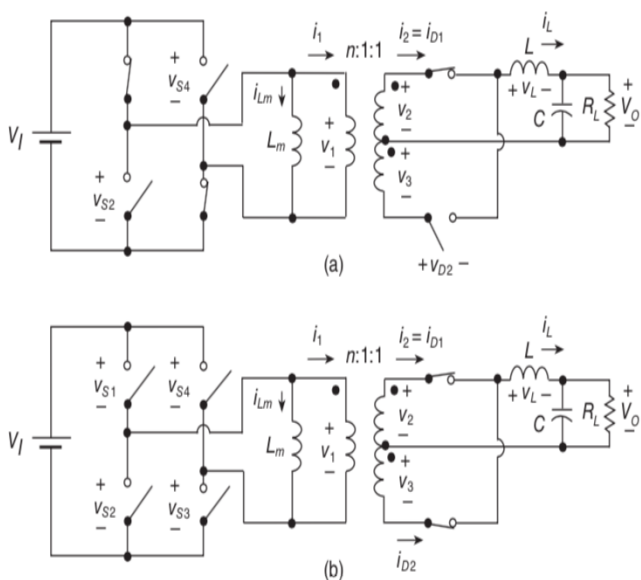 i1 n:1:1 i2 = iD1 iL
+ vS4 − iLm + L
+ vL −
VI Lm + v1 − + v2 − C RL + VO −
+ vS2 − + v3 −
+ vD2 −
(a)
i1 n:1:1 i2 = iD1 iL
+ vS1 − + vS4 − iLm L
+ vL −
VI Lm + v1 − + v2 − C RL + VO −
+ vS2 − + vS3 − + v3 −
iD2
(b)